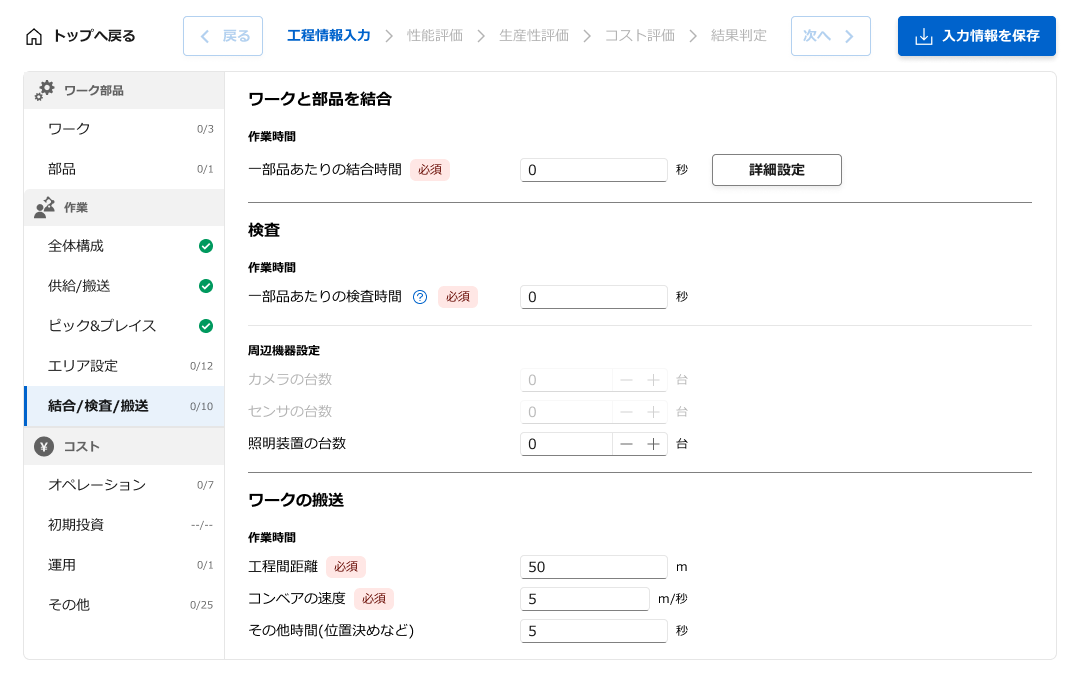 トップへ戻る
戻る
工程情報入力
性能評価
生産性評価
コスト評価
結果判定
次へ
入力情報を保存
ワーク部品
ワーク 0/3
部品 0/1
作業
全体構成
供給/搬送
ピック&プレイス
エリア設定 0/12
結合/検査/搬送 0/10
¥ コスト
オペレーション 0/7
初期投資 --/--
運用 0/1
その他 0/25
ワークと部品を結合
作業時間
一部品あたりの結合時間 必須 0 秒 詳細設定
検査
作業時間
一部品あたりの検査時間 ? 必須 0 秒
周辺機器設定
カメラの台数 0 － ＋ 台
センサの台数 0 － ＋ 台
照明装置の台数 0 － ＋ 台
ワークの搬送
作業時間
工程間距離 必須 50 m
コンベアの速度 必須 5 m/秒
その他時間(位置決めなど) 5 秒